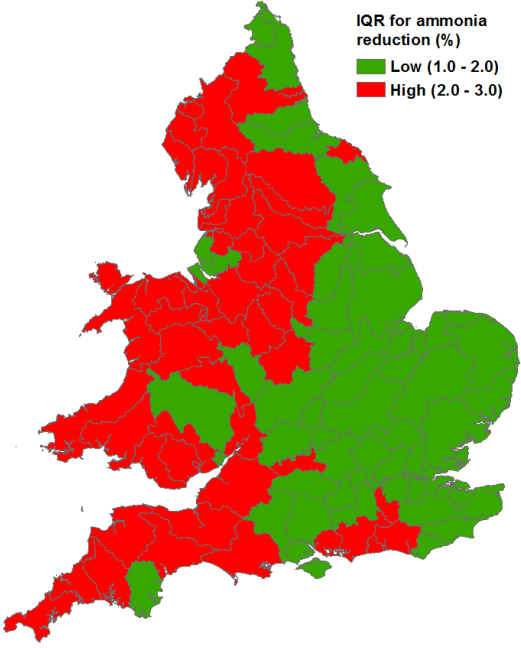 IQR for ammonia
reduction (%)
Low (1.0 - 2.0)
High (2.0 - 3.0)